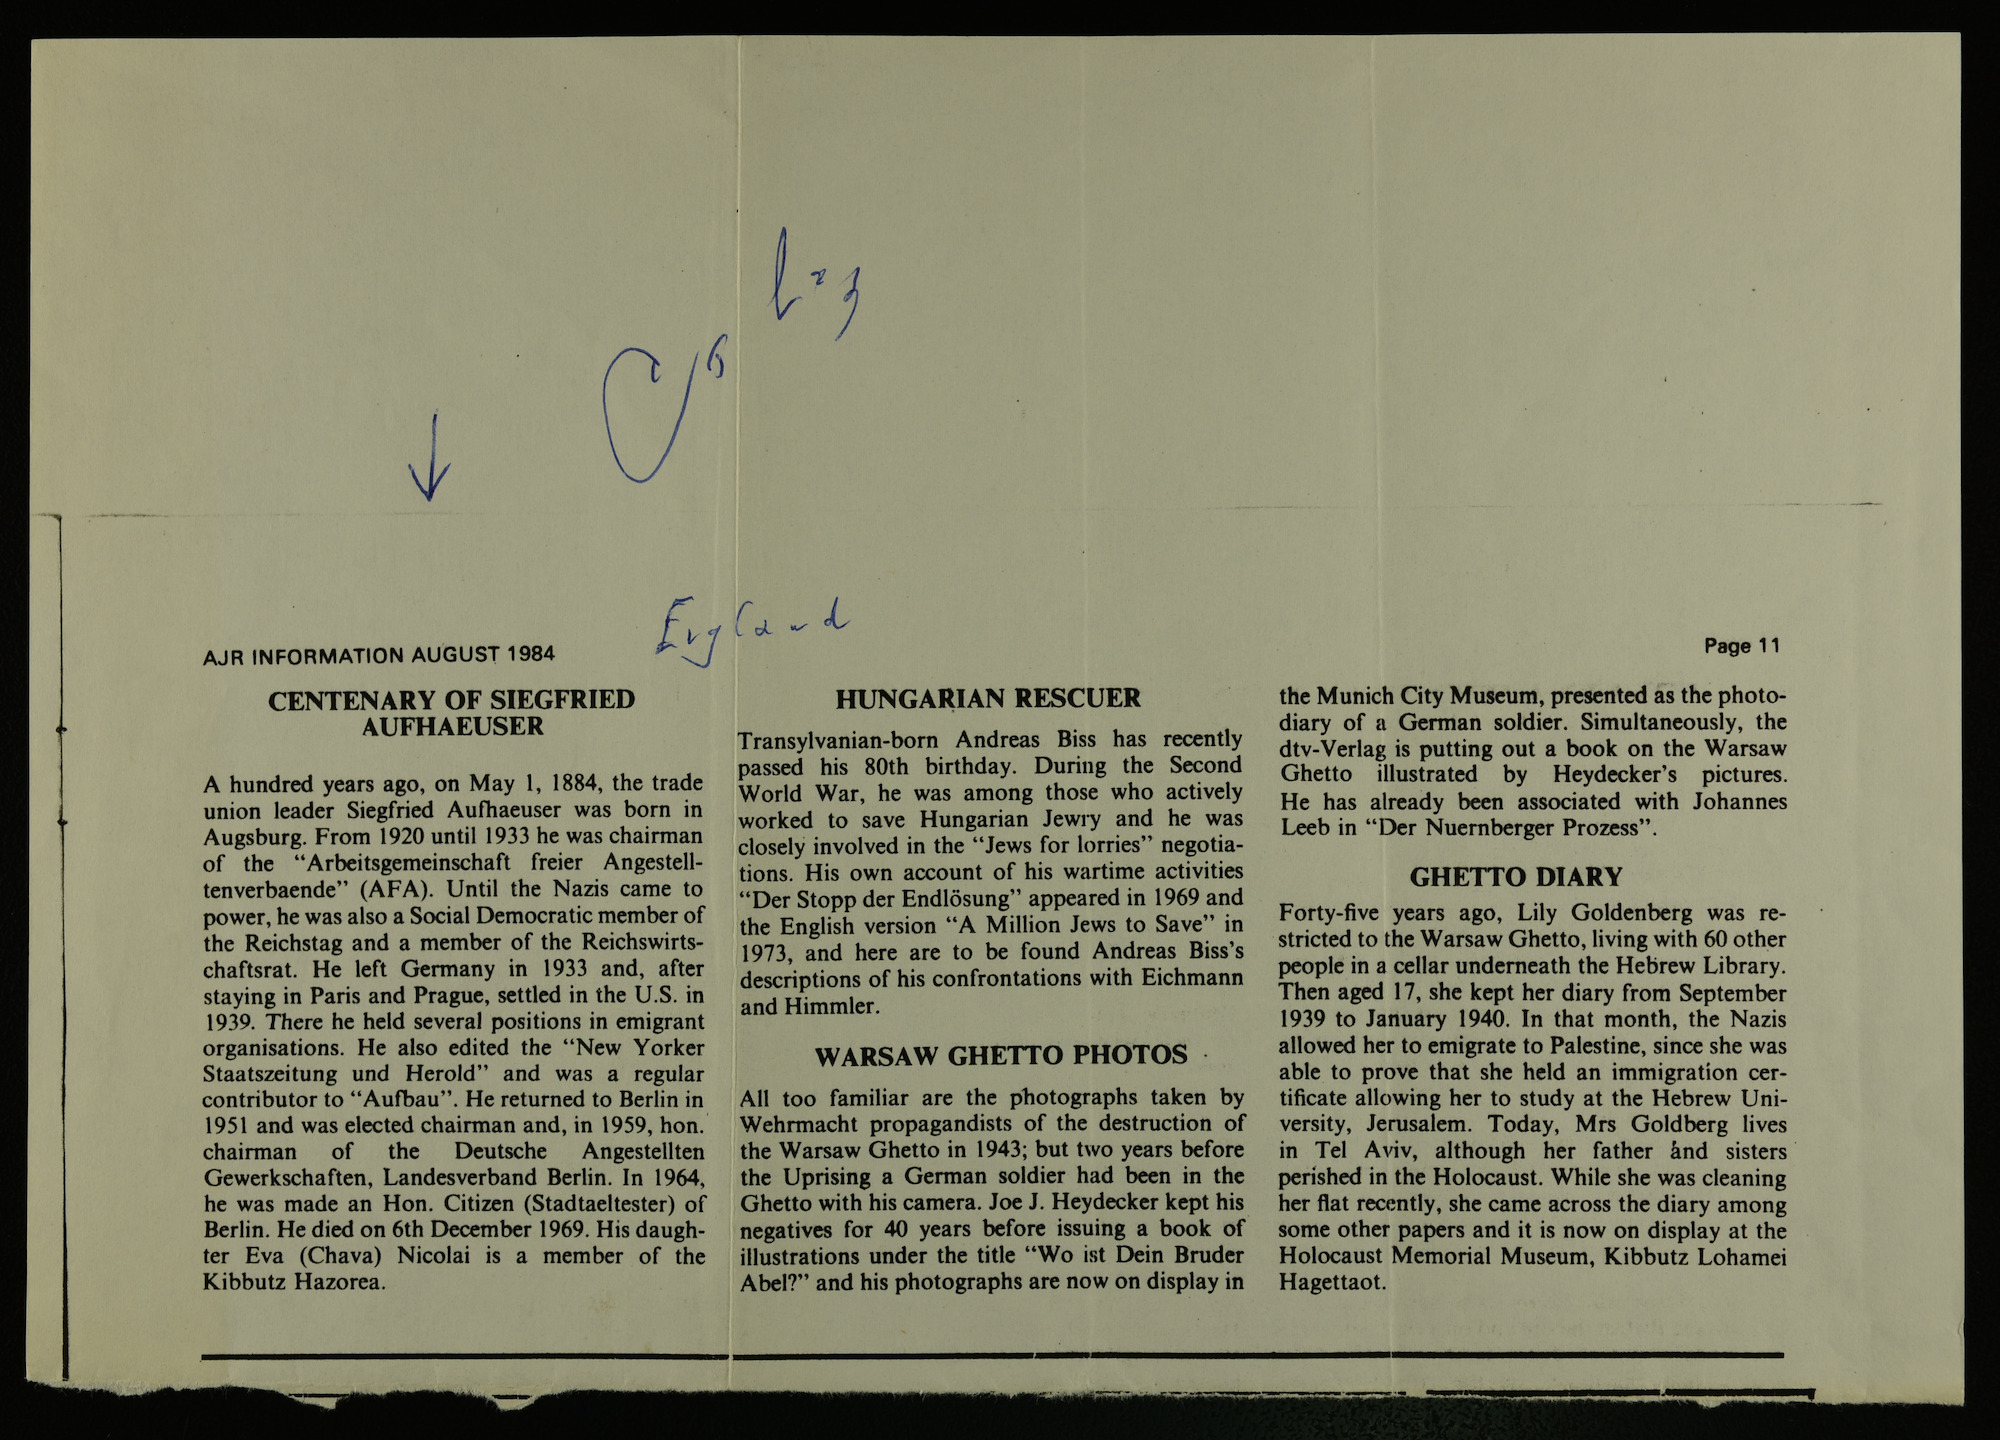 England
AJR INFORMATION AUGUST 1984
Page 11
CENTENARY OF SIEGFRIED
AUFHAEUSER
A hundred years ago, on May 1, 1884, the trade
union leader Siegfried Aufhaeuser was born in
Augsburg. From 1920 until 1933 he was chairman
of the “Arbeitsgemeinschaft freier Angestell-
tenverbaende” (AFA). Until the Nazis came to
power, he was also a Social Democratic member of
the Reichstag and a member of the Reichswirts-
chaftsrat. He left Germany in 1933 and, after
staying in Paris and Prague, settled in the U.S. in
1939. There he held several positions in emigrant
organisations. He also edited the “New Yorker
Staatszeitung und Herold” and was a regular
contributor to “Aufbau”. He returned to Berlin in
1951 and was elected chairman and, in 1959, hon.
chairman of the Deutsche Angestellten
Gewerkschaften, Landesverband Berlin. In 1964,
he was made an Hon. Citizen (Stadtaeltester) of
Berlin. He died on 6th December 1969. His daugh-
ter Eva (Chava) Nicolai is a member of the
Kibbutz Hazorea.
HUNGARIAN RESCUER
Transylvanian-born Andreas Biss has recently
passed his 80th birthday. During the Second
World War, he was among those who actively
worked to save Hungarian Jewry and he was
closely involved in the “Jews for lorries” negotia-
tions. His own account of his wartime activities
“Der Stopp der Endlösung” appeared in 1969 and
the English version “A Million Jews to Save” in
1973, and here are to be found Andreas Biss’s
descriptions of his confrontations with Eichmann
and Himmler.
WARSAW GHETTO PHOTOS
All too familiar are the photographs taken by
Wehrmacht propagandists of the destruction of
the Warsaw Ghetto in 1943; but two years before
the Uprising a German soldier had been in the
Ghetto with his camera. Joe J. Heydecker kept his
negatives for 40 years before issuing a book of
illustrations under the title “Wo ist Dein Bruder
Abel?” and his photographs are now on display in
the Munich City Museum, presented as the photo-
diary of a German soldier. Simultaneously, the
dtv-Verlag is putting out a book on the Warsaw
Ghetto illustrated by Heydecker’s pictures.
He has already been associated with Johannes
Leeb in “Der Nuernberger Prozess”.
GHETTO DIARY
Forty-five years ago, Lily Goldenberg was re-
stricted to the Warsaw Ghetto, living with 60 other
people in a cellar underneath the Hebrew Library.
Then aged 17, she kept her diary from September
1939 to January 1940. In that month, the Nazis
allowed her to emigrate to Palestine, since she was
able to prove that she held an immigration cer-
tificate allowing her to study at the Hebrew Uni-
versity, Jerusalem. Today, Mrs Goldberg lives
in Tel Aviv, although her father and sisters
perished in the Holocaust. While she was cleaning
her flat recently, she came across the diary among
some other papers and it is now on display at the
Holocaust Memorial Museum, Kibbutz Lohamei
Hagettaot.